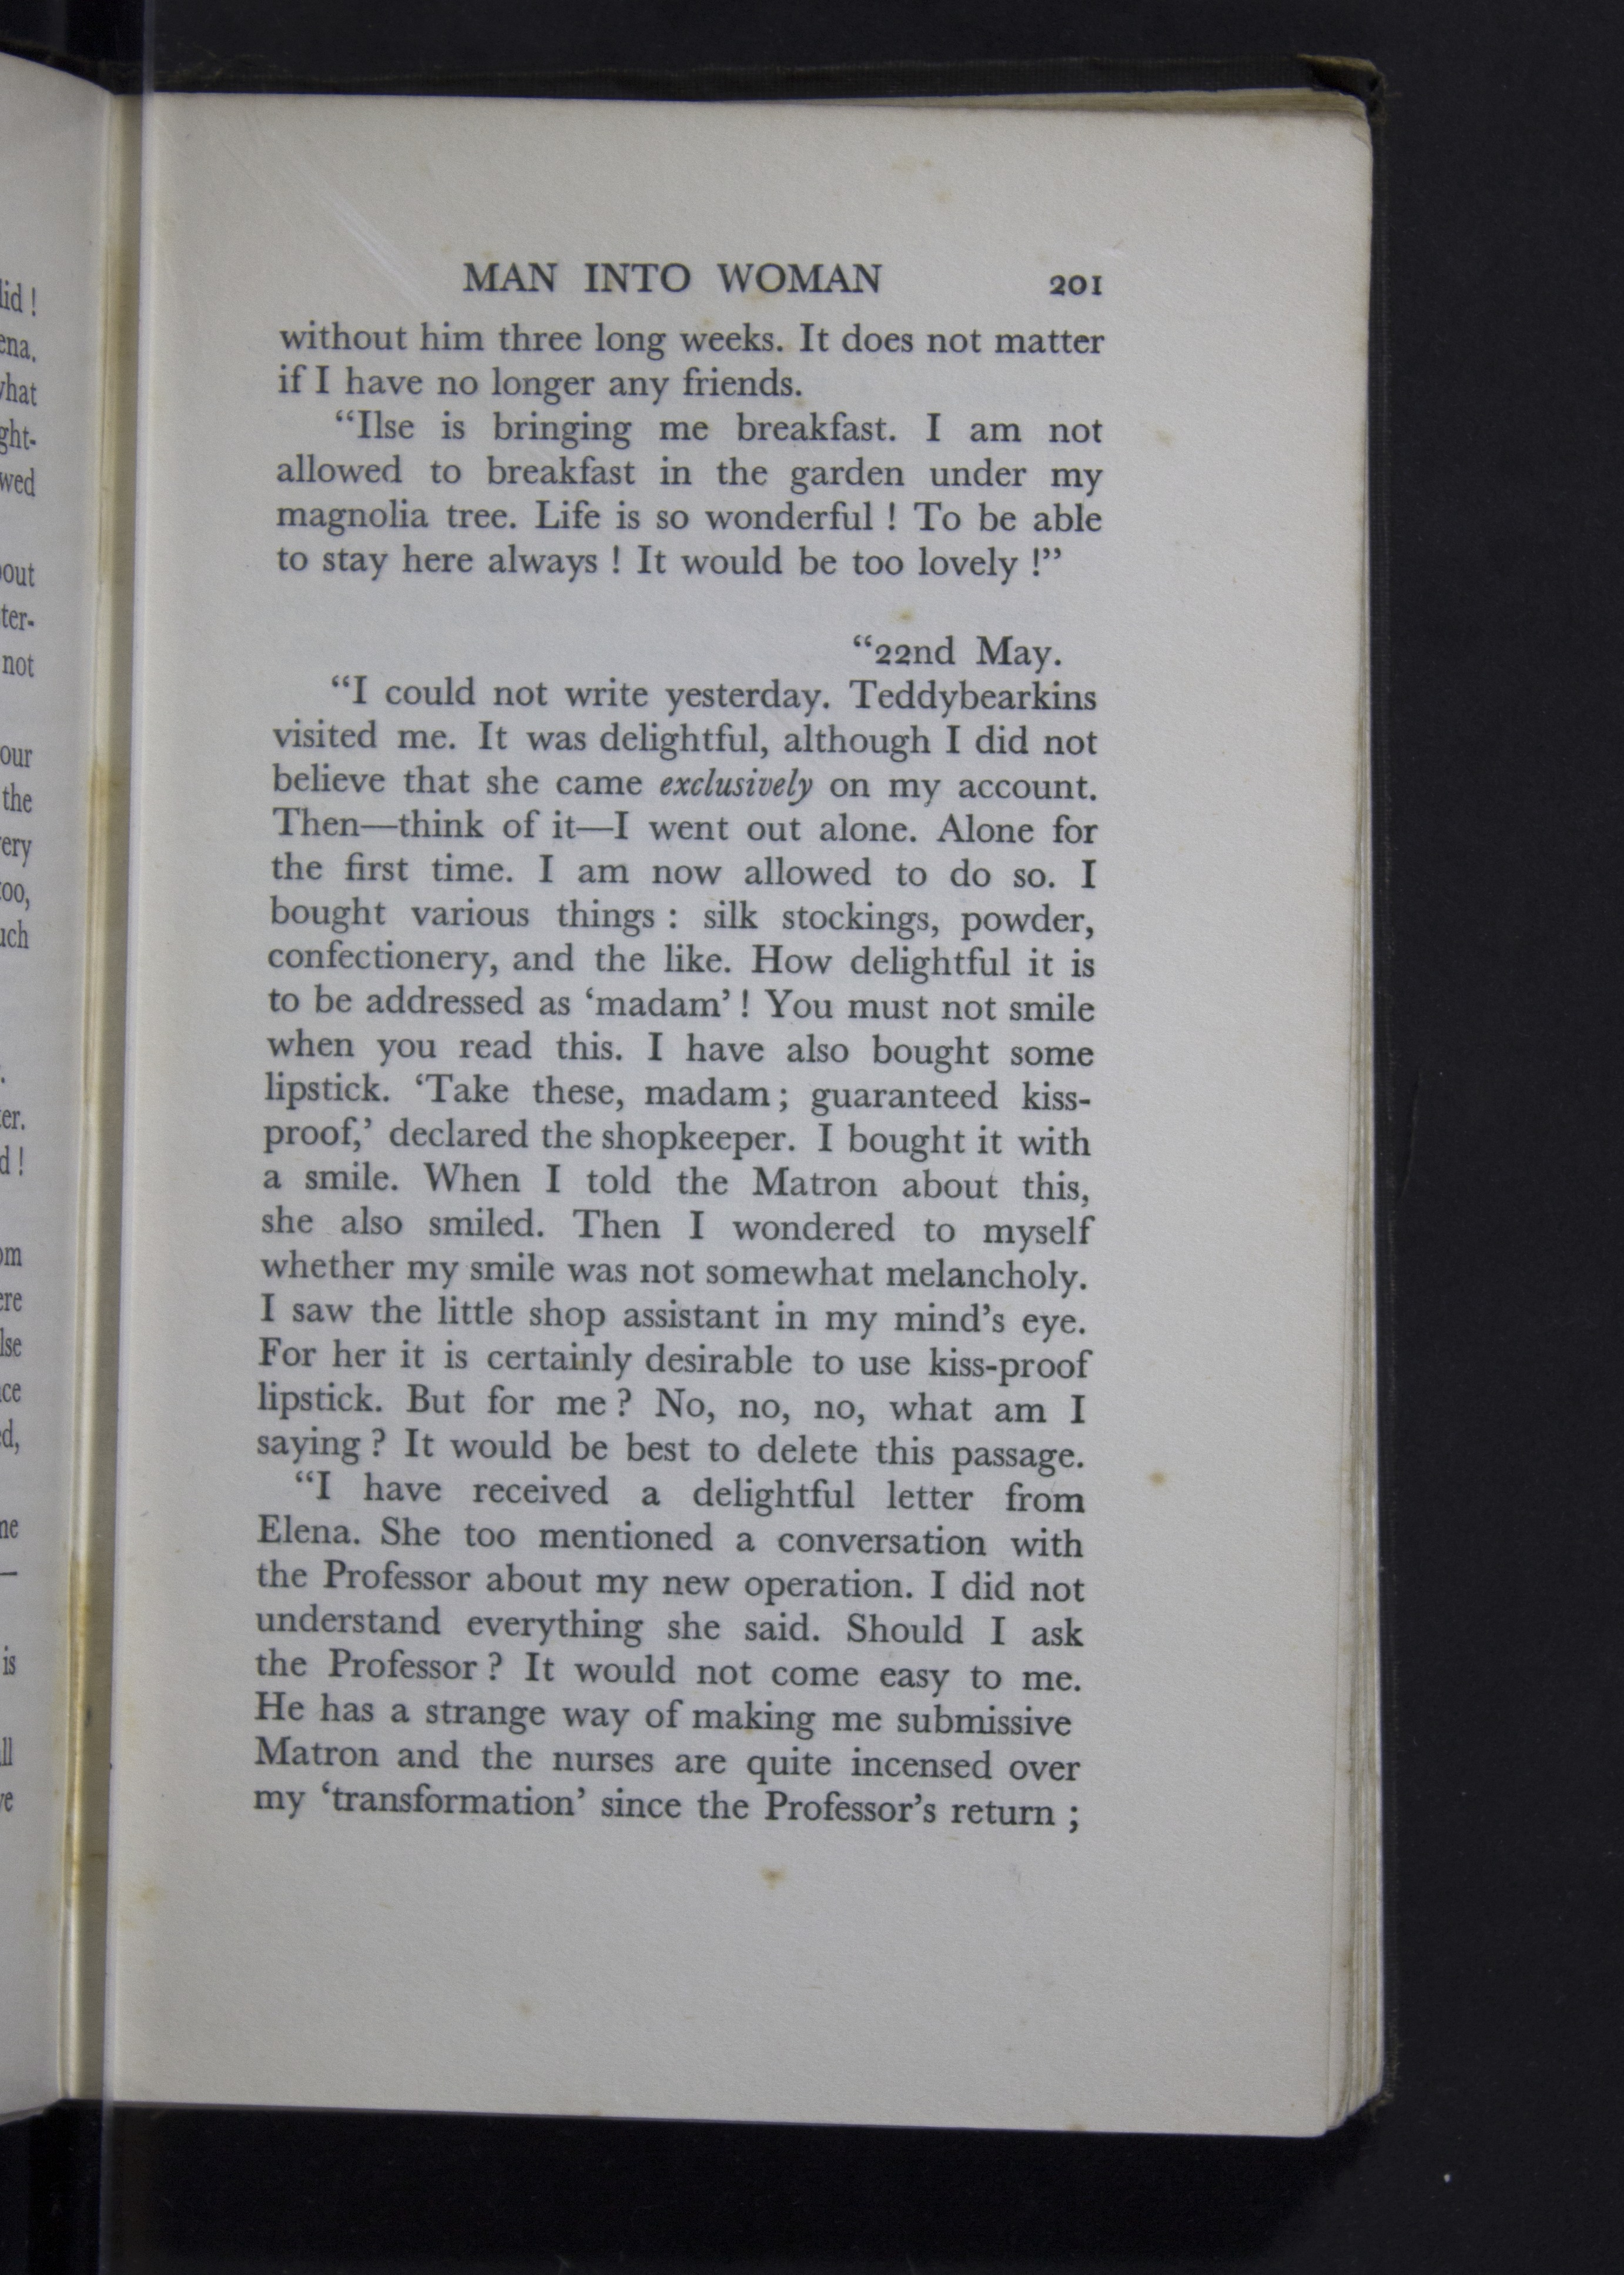 MAN INTO WOMAN 201
without him three long weeks. It does not matter
if I have no longer any friends.
“Ilse is bringing me breakfast. I am not
allowed to breakfast in the garden under my
magnolia tree. Life is so wonderful ! To be able
to stay here always ! It would be too lovely !”
“22nd May.
“I could not write yesterday. Teddybearkins
visited me. It was delightful, although I did not
believe that she came exclusively on my account.
Then—think of it—I went out alone. Alone for
the first time. I am now allowed to do so. I
bought various things : silk stockings, powder,
confectionery, and the like. How delightful it is
to be addressed as ‘madam’ ! You must not smile
when you read this. I have also bought some
lipstick. ‘Take these, madam ; guaranteed kiss-
proof,’ declared the shopkeeper. I bought it with
a smile. When I told the Matron about this,
she also smiled. Then I wondered to myself
whether my smile was not somewhat melancholy.
I saw the little shop assistant in my mind’s eye.
For her it is certainly desirable to use kiss-proof
lipstick. But for me ? No, no, no, what am I
saying ? It would be best to delete this passage.
“I have received a delightful letter from
Elena. She too mentioned a conversation with
the Professor about my new operation. I did not
understand everything she said. Should I ask
the Professor ? It would not come easy to me.
He has a strange way of making me submissive
Matron and the nurses are quite incensed over
my ‘transformation’ since the Professor’s return ;